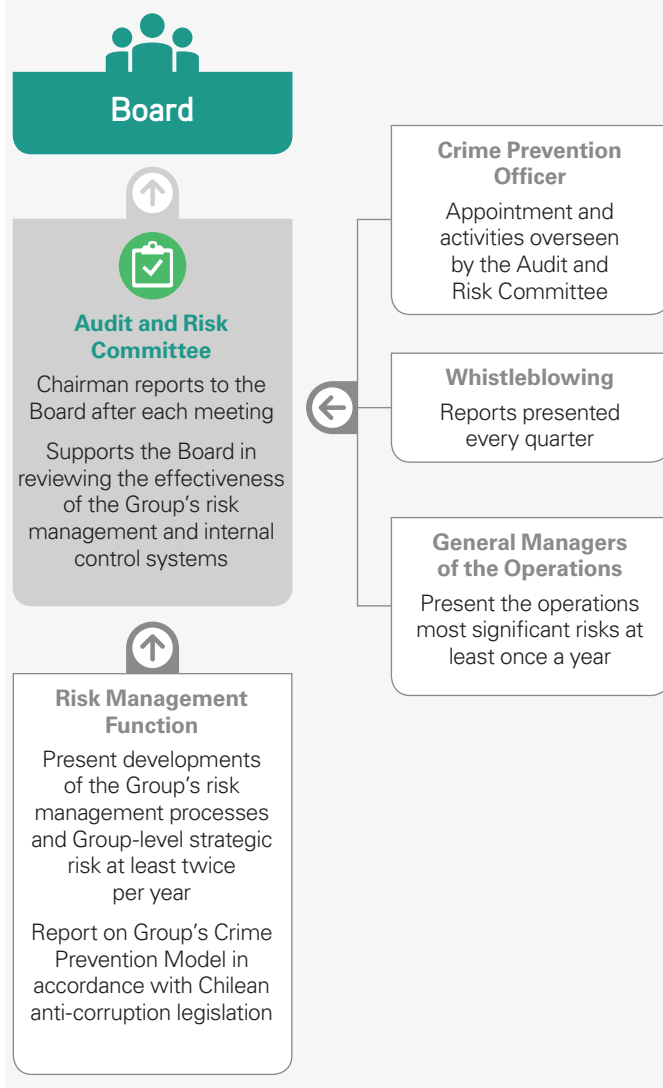 Board
Audit and Risk
Committee
Chairman reports to the
Board after each meeting
Supports the Board in
reviewing the effectiveness
of the Group's risk
management and internal
control systems
Risk Management
Function
Present developments
of the Group's risk
management processes
and Group-level strategic
risk at least twice
per year
Report on Group's Crime
Prevention Model in
accordance with Chilean
anti-corruption legislation
Crime Prevention
Officer
Appointment and
activities overseen
by the Audit and
Risk Committee
Whistleblowing
Reports presented
every quarter
General Managers
of the Operations
Present the operations
most significant risks at
least once a year